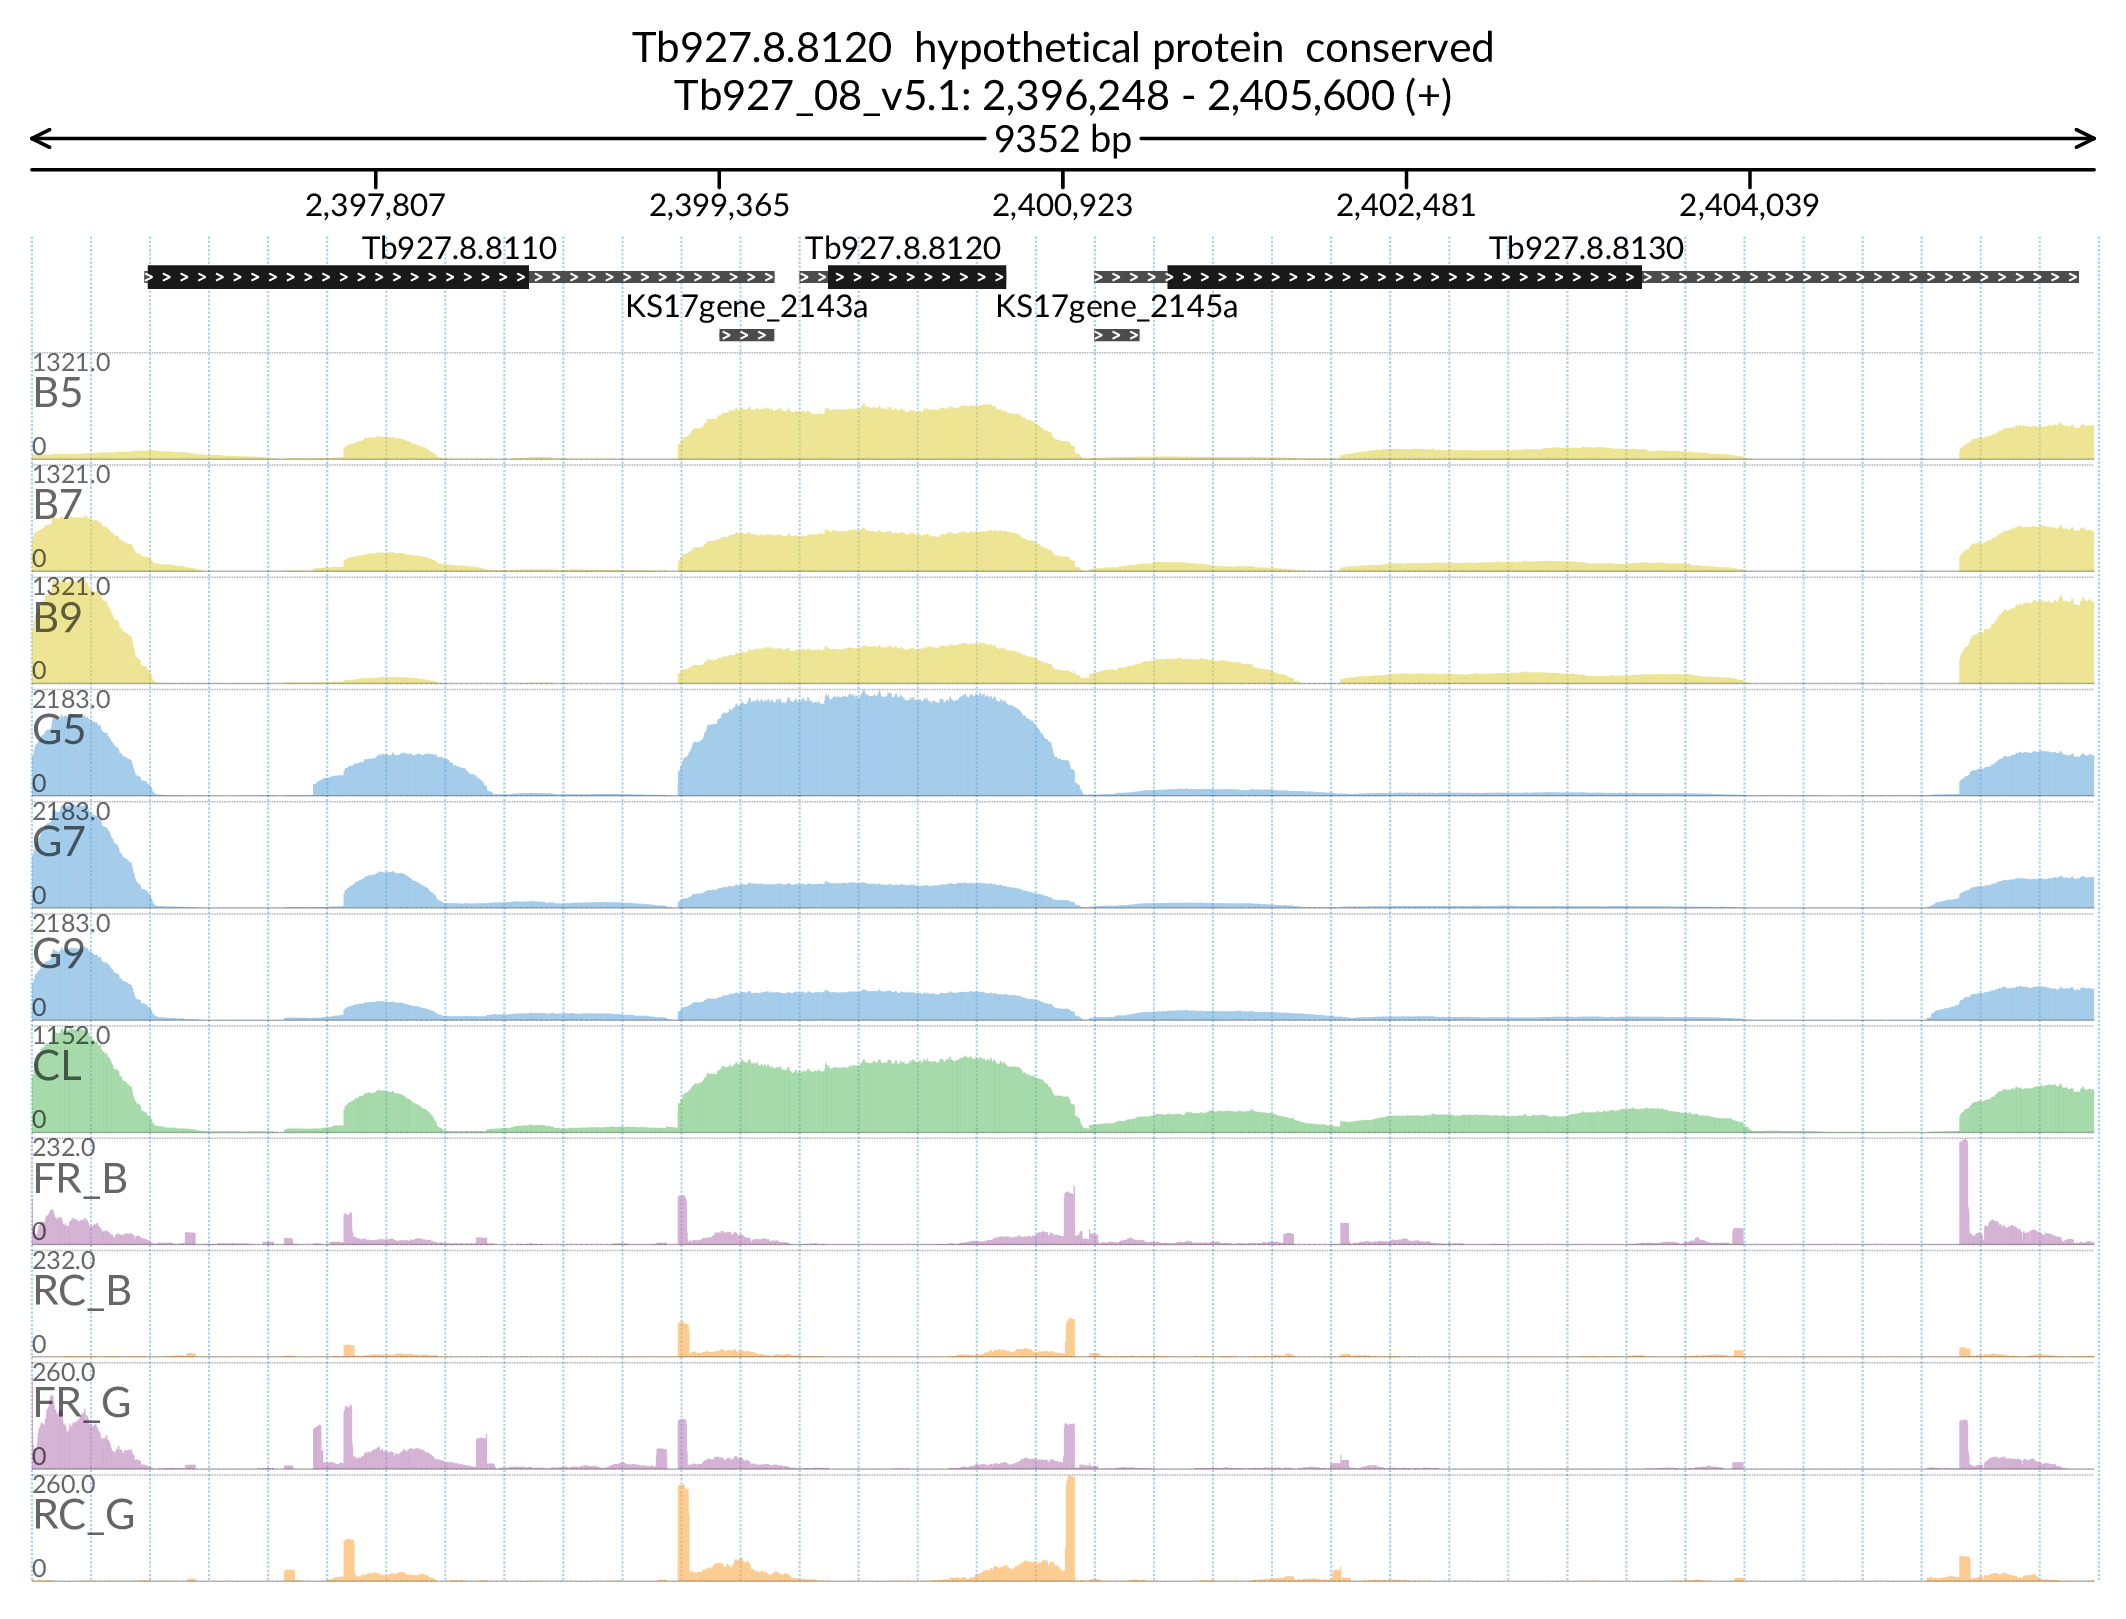 Tb927.8.8120  hypothetical protein  conserved
Tb927_08_v5.1: 2,396,248 - 2,405,600 (+)
9352 bp
2,397,807 2,399,365 2,400,923 2,402,481 2,404,039
Tb927.8.8110 Tb927.8.8120 Tb927.8.8130
KS17gene_2143a KS17gene_2145a
1321.0
B5
0
1321.0
B7
0
1321.0
B9
0
2183.0
G5
0
2183.0
G7
0
2183.0
G9
0
1152.0
CL
0
232.0
FR_B
0
232.0
RC_B
0
260.0
FR_G
0
260.0
RC_G
0